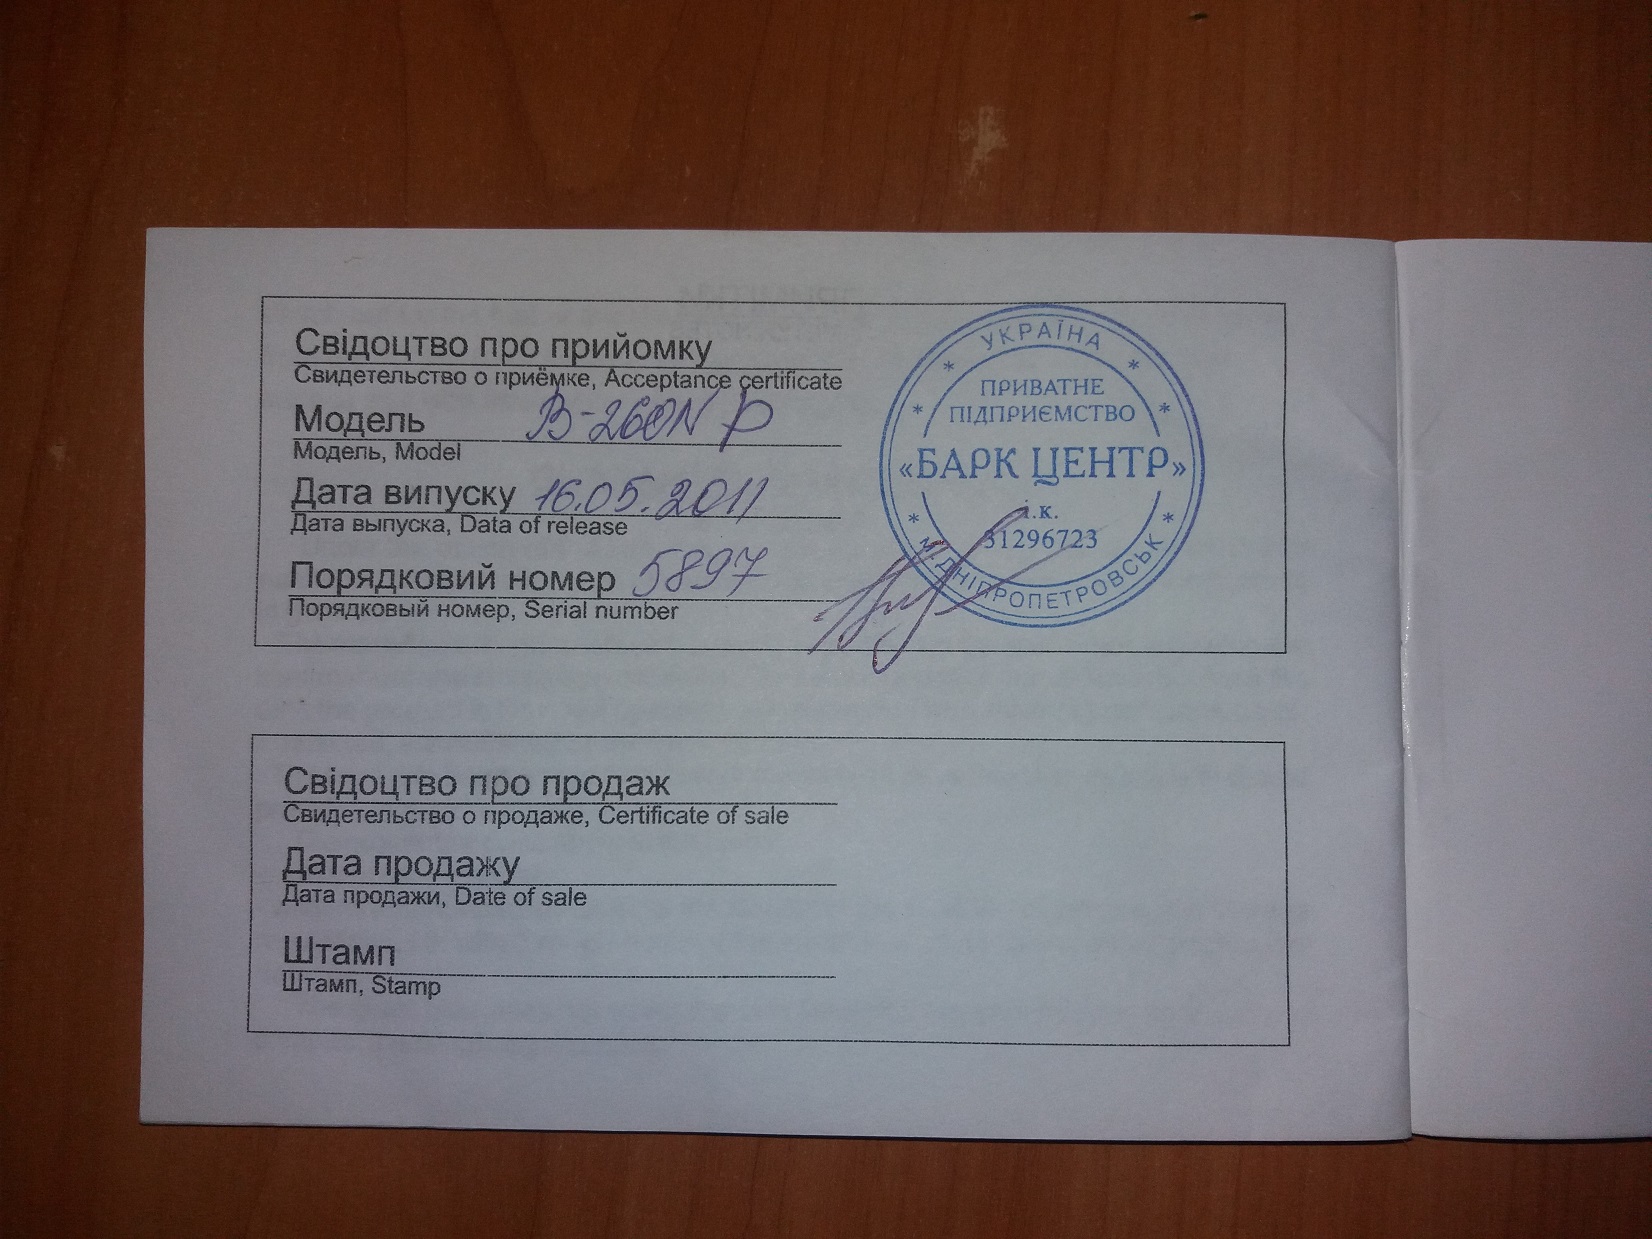 Свідоцтво про прийомку
Свидетельство о приёмке, Acceptance certificate
Модель В-260N р
Модель, Model
Дата випуску 16.05.2011
Дата выпуска, Data of release
Порядковий номер 5897
Порядковый номер, Serial number
* УКРАЇНА *
ПРИВАТНЕ
ПІДПРИЄМСТВО
«БАРК ЦЕНТР»
і.к.
31296723
* М.ДНІПРОПЕТРОВСЬК *
Свідоцтво про продаж
Свидетельство о продаже, Certificate of sale
Дата продажу
Дата продажи, Date of sale
Штамп
Штамп, Stamp